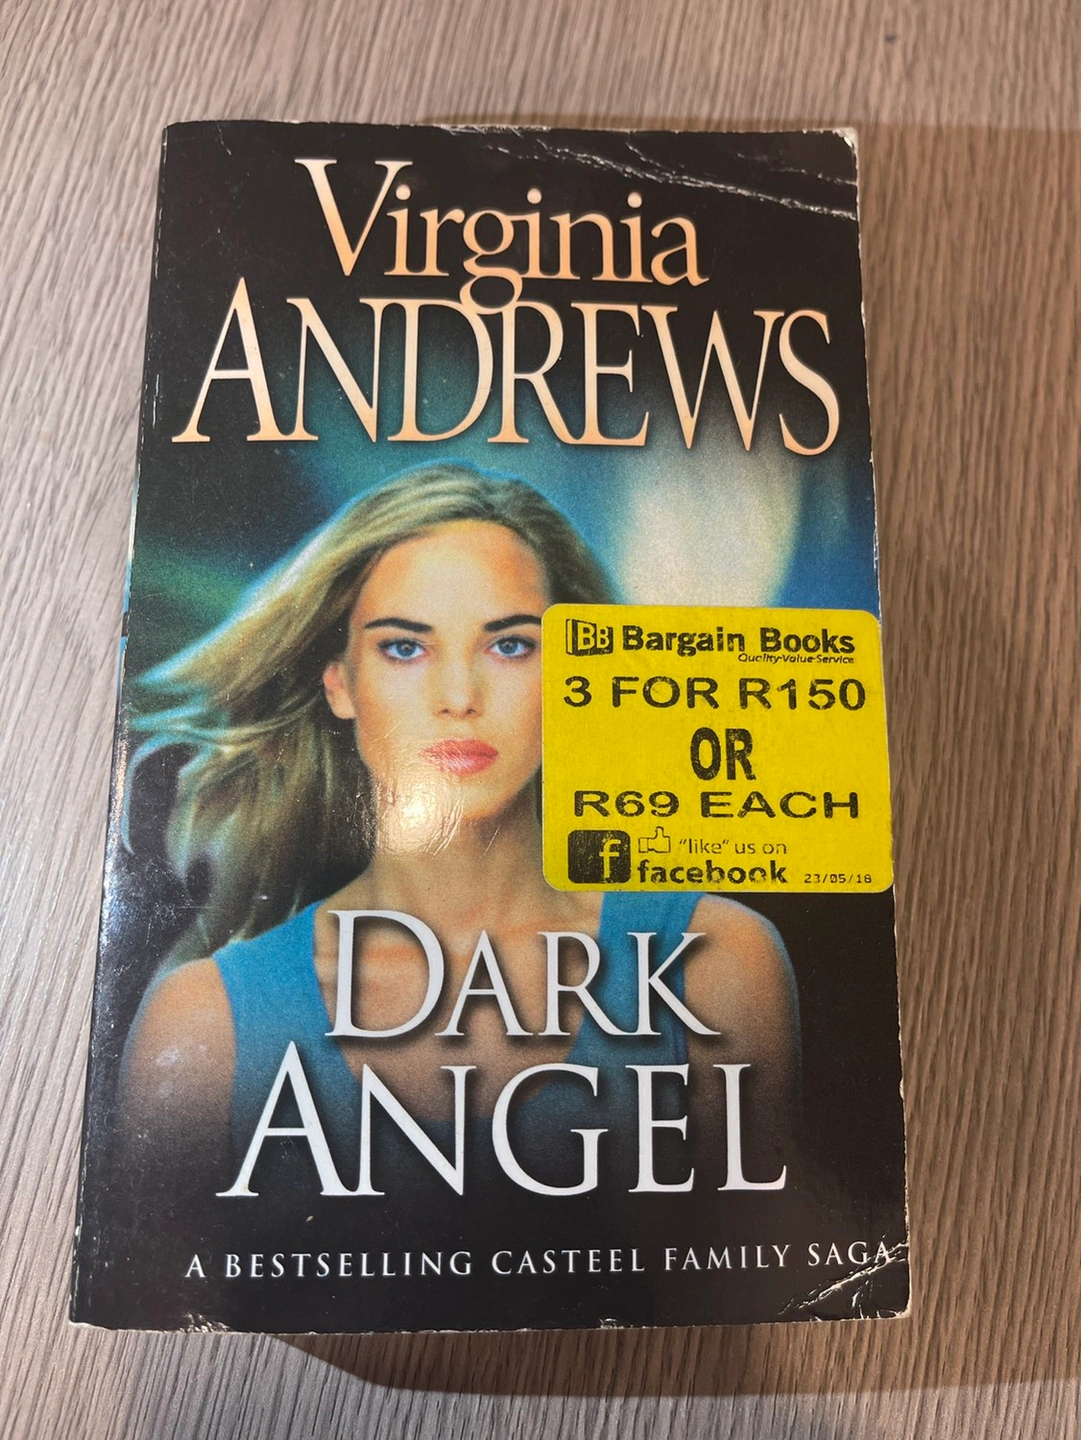 Virginia
ANDREWS
BB Bargain Books
Quality-Value-Service
3 FOR R150
OR
R69 EACH
f "like" us on
facebook 23/05/18
DARK
ANGEL
A BESTSELLING CASTEEL FAMILY SAGA